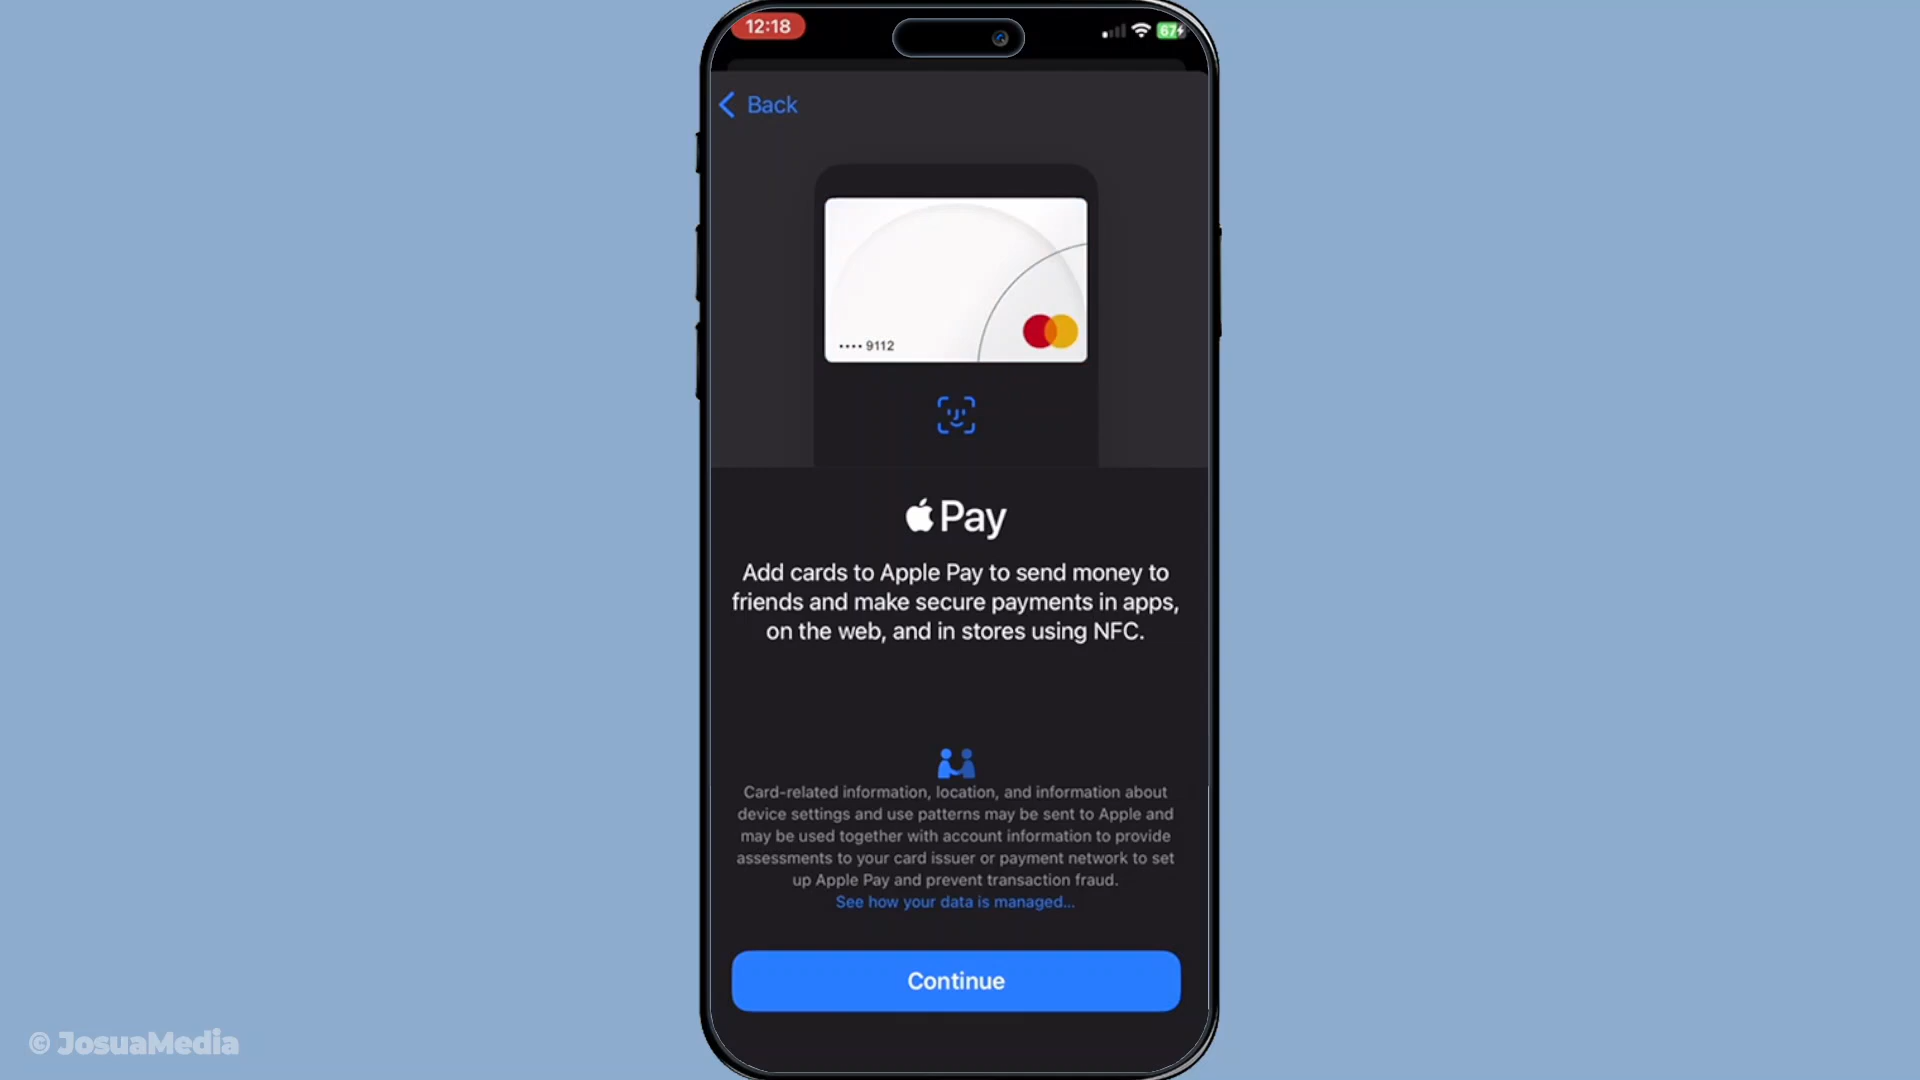 12:18
67
Back
•••• 9112
Pay
Add cards to Apple Pay to send money to
friends and make secure payments in apps,
on the web, and in stores using NFC.
Card-related information, location, and information about
device settings and use patterns may be sent to Apple and
may be used together with account information to provide
assessments to your card issuer or payment network to set
up Apple Pay and prevent transaction fraud.
See how your data is managed...
Continue
© JosuaMedia